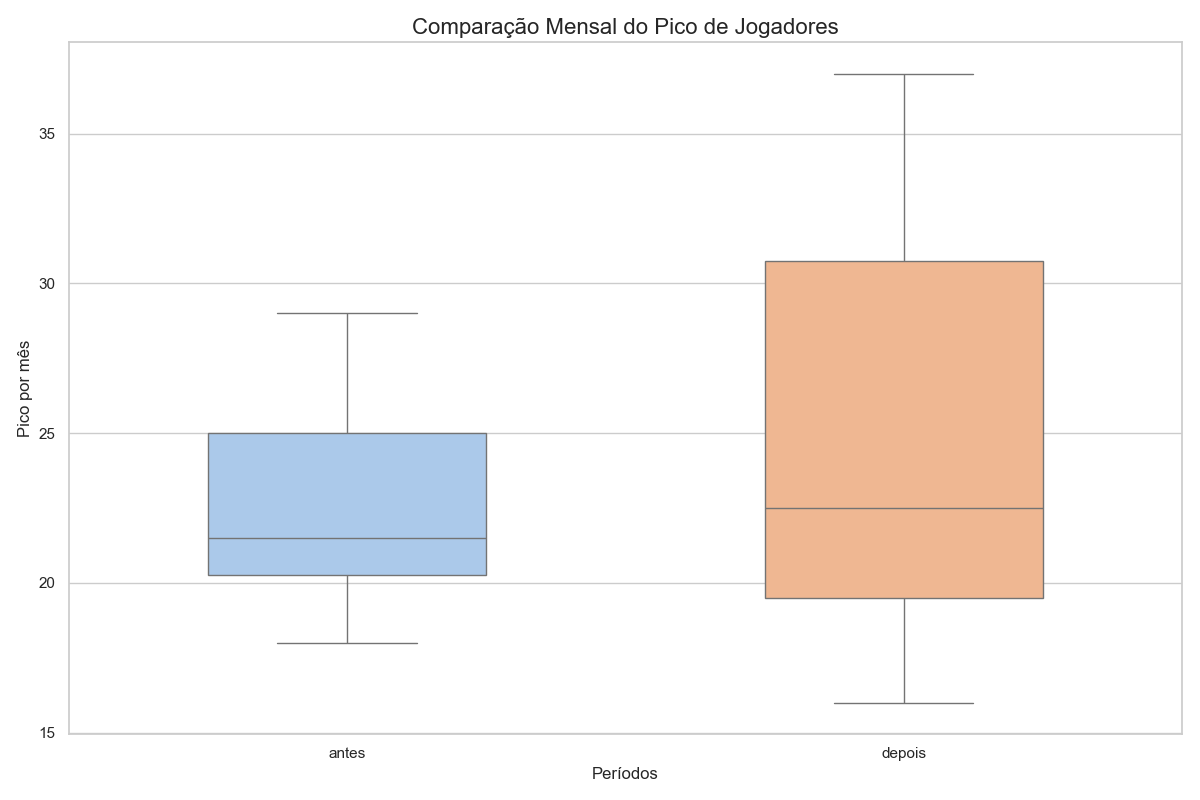 Comparação Mensal do Pico de Jogadores
Pico por mês
35
30
25
20
15
antes
depois
Períodos